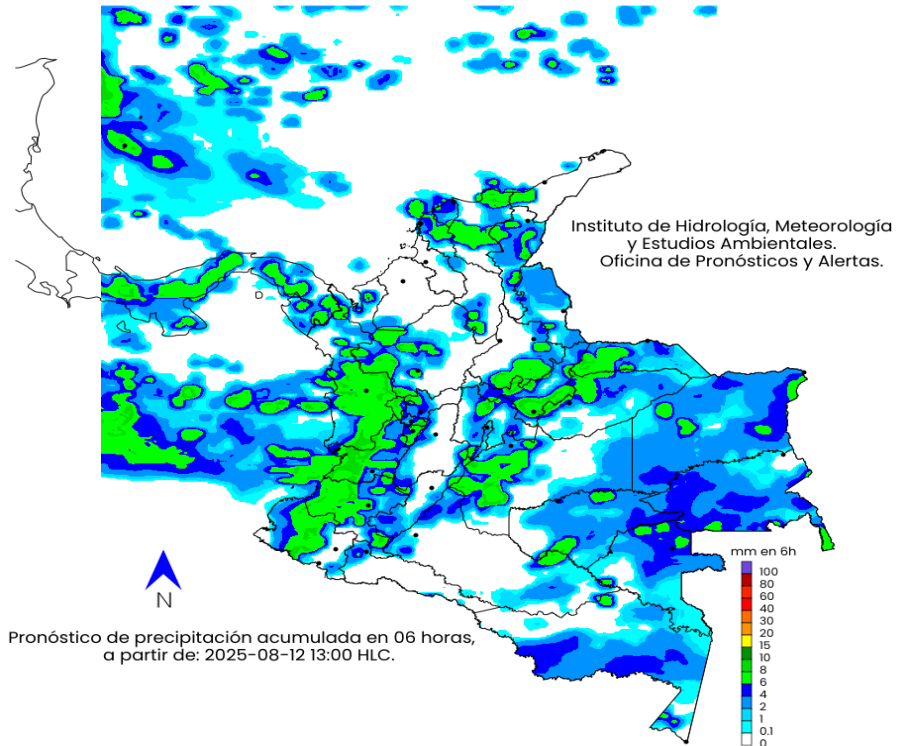 Instituto de Hidrología, Meteorología
y Estudios Ambientales.
Oficina de Pronósticos y Alertas.
mm en 6h
100
80
60
40
30
20
15
10
8
6
4
2
1
0.1
0
N
Pronóstico de precipitación acumulada en 06 horas,
a partir de: 2025-08-12 13:00 HLC.